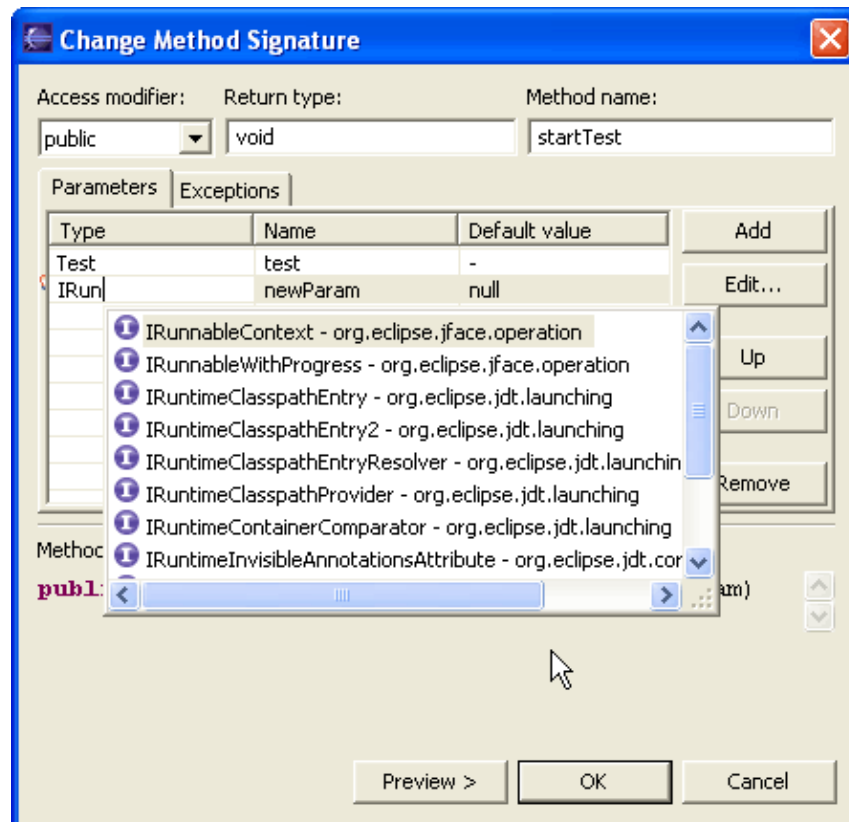 Change Method Signature
Access modifier: Return type: Method name:
public void startTest
Parameters Exceptions
Type Name Default value Add
Test test -
IRun newParam null Edit...
IRunnableContext - org.eclipse.jface.operation
IRunnableWithProgress - org.eclipse.jface.operation Up
IRuntimeClasspathEntry - org.eclipse.jdt.launching
IRuntimeClasspathEntry2 - org.eclipse.jdt.launching Down
IRuntimeClasspathEntryResolver - org.eclipse.jdt.launchin
IRuntimeClasspathProvider - org.eclipse.jdt.launching Remove
IRuntimeContainerComparator - org.eclipse.jdt.launching
Methoc IRuntimeInvisibleAnnotationsAttribute - org.eclipse.jdt.cor
publi am)
Preview > OK Cancel